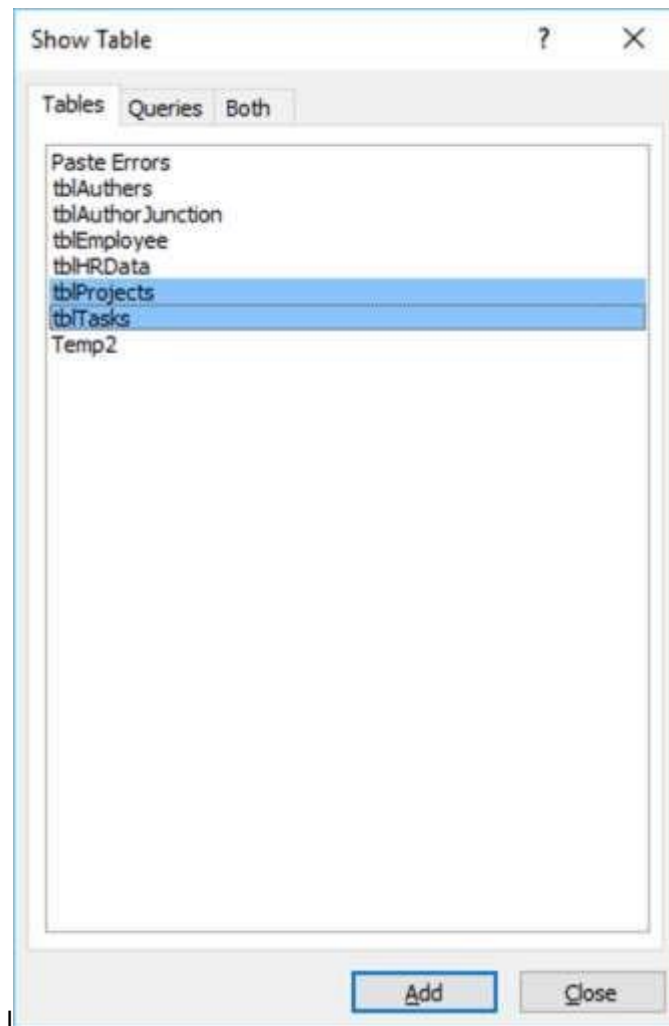 Show Table ?
Tables Queries Both
Paste Errors
tblAuthers
tblAuthorJunction
tblEmployee
tblHRData
tblProjects
tblTasks
Temp2
Add Close